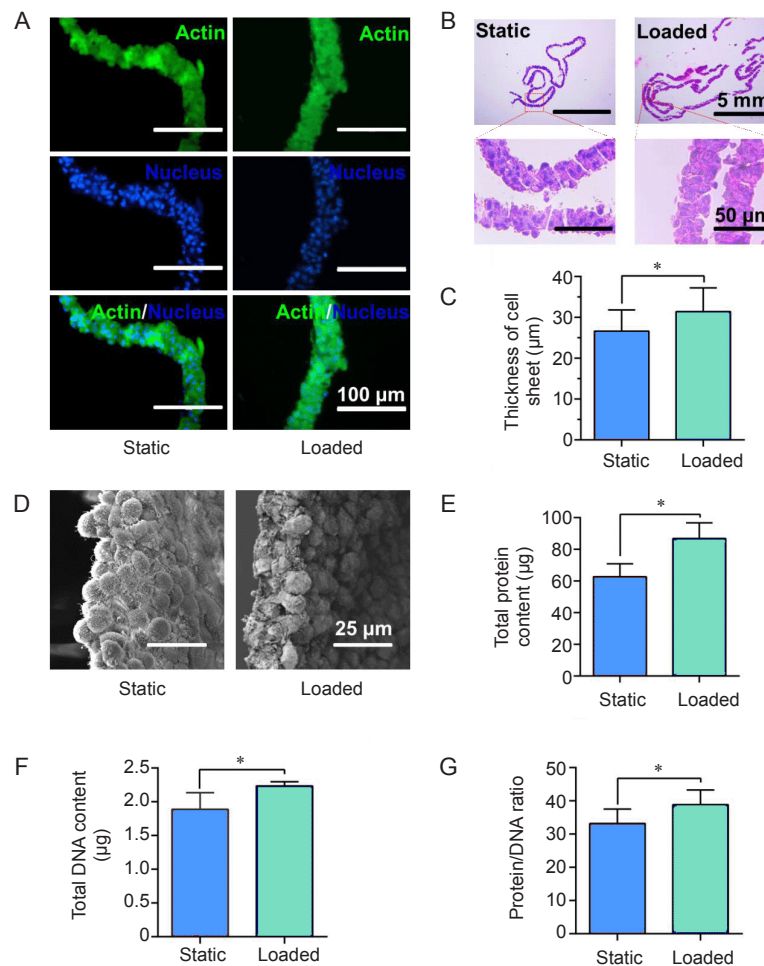 A
Actin
Actin
Nucleus
Nucleus
Actin/Nucleus
Actin/Nucleus
100 μm
Static
Loaded
B
Static
Loaded
5 mm
50 μm
C
Thickness of cell
sheet (μm)
40
30
20
10
0
*
Static
Loaded
D
25 μm
Static
Loaded
E
Total protein
content (μg)
100
80
60
40
20
0
*
Static
Loaded
F
Total DNA content
(μg)
2.5
2.0
1.5
1.0
0.5
0
*
Static
Loaded
G
Protein/DNA ratio
50
40
30
20
10
0
*
Static
Loaded